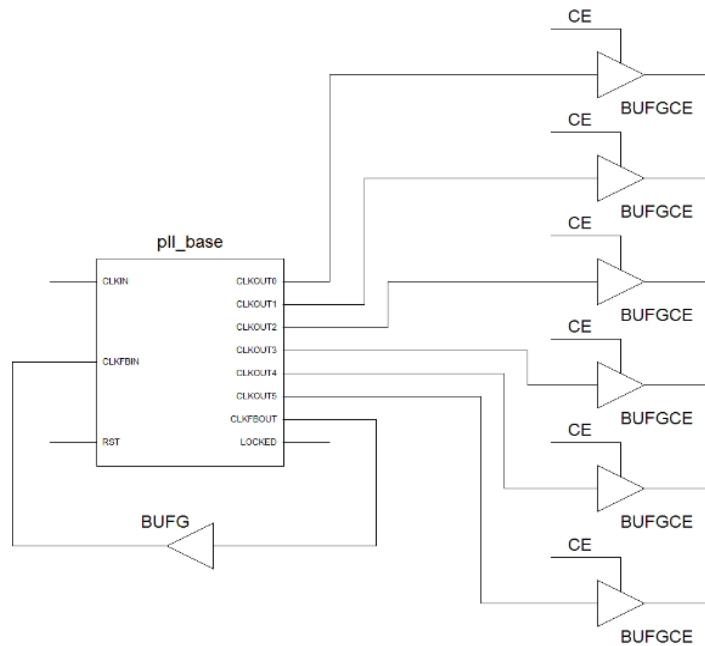 CE
BUFGCE
CE
BUFGCE
pll_base
CLKIN
CLKOUT0
CLKOUT1
CLKOUT2
CLKFBIN
CLKOUT3
CLKOUT4
CLKOUT5
CLKFBOUT
RST
LOCKED
BUFG
CE
BUFGCE
CE
BUFGCE
CE
BUFGCE
CE
BUFGCE